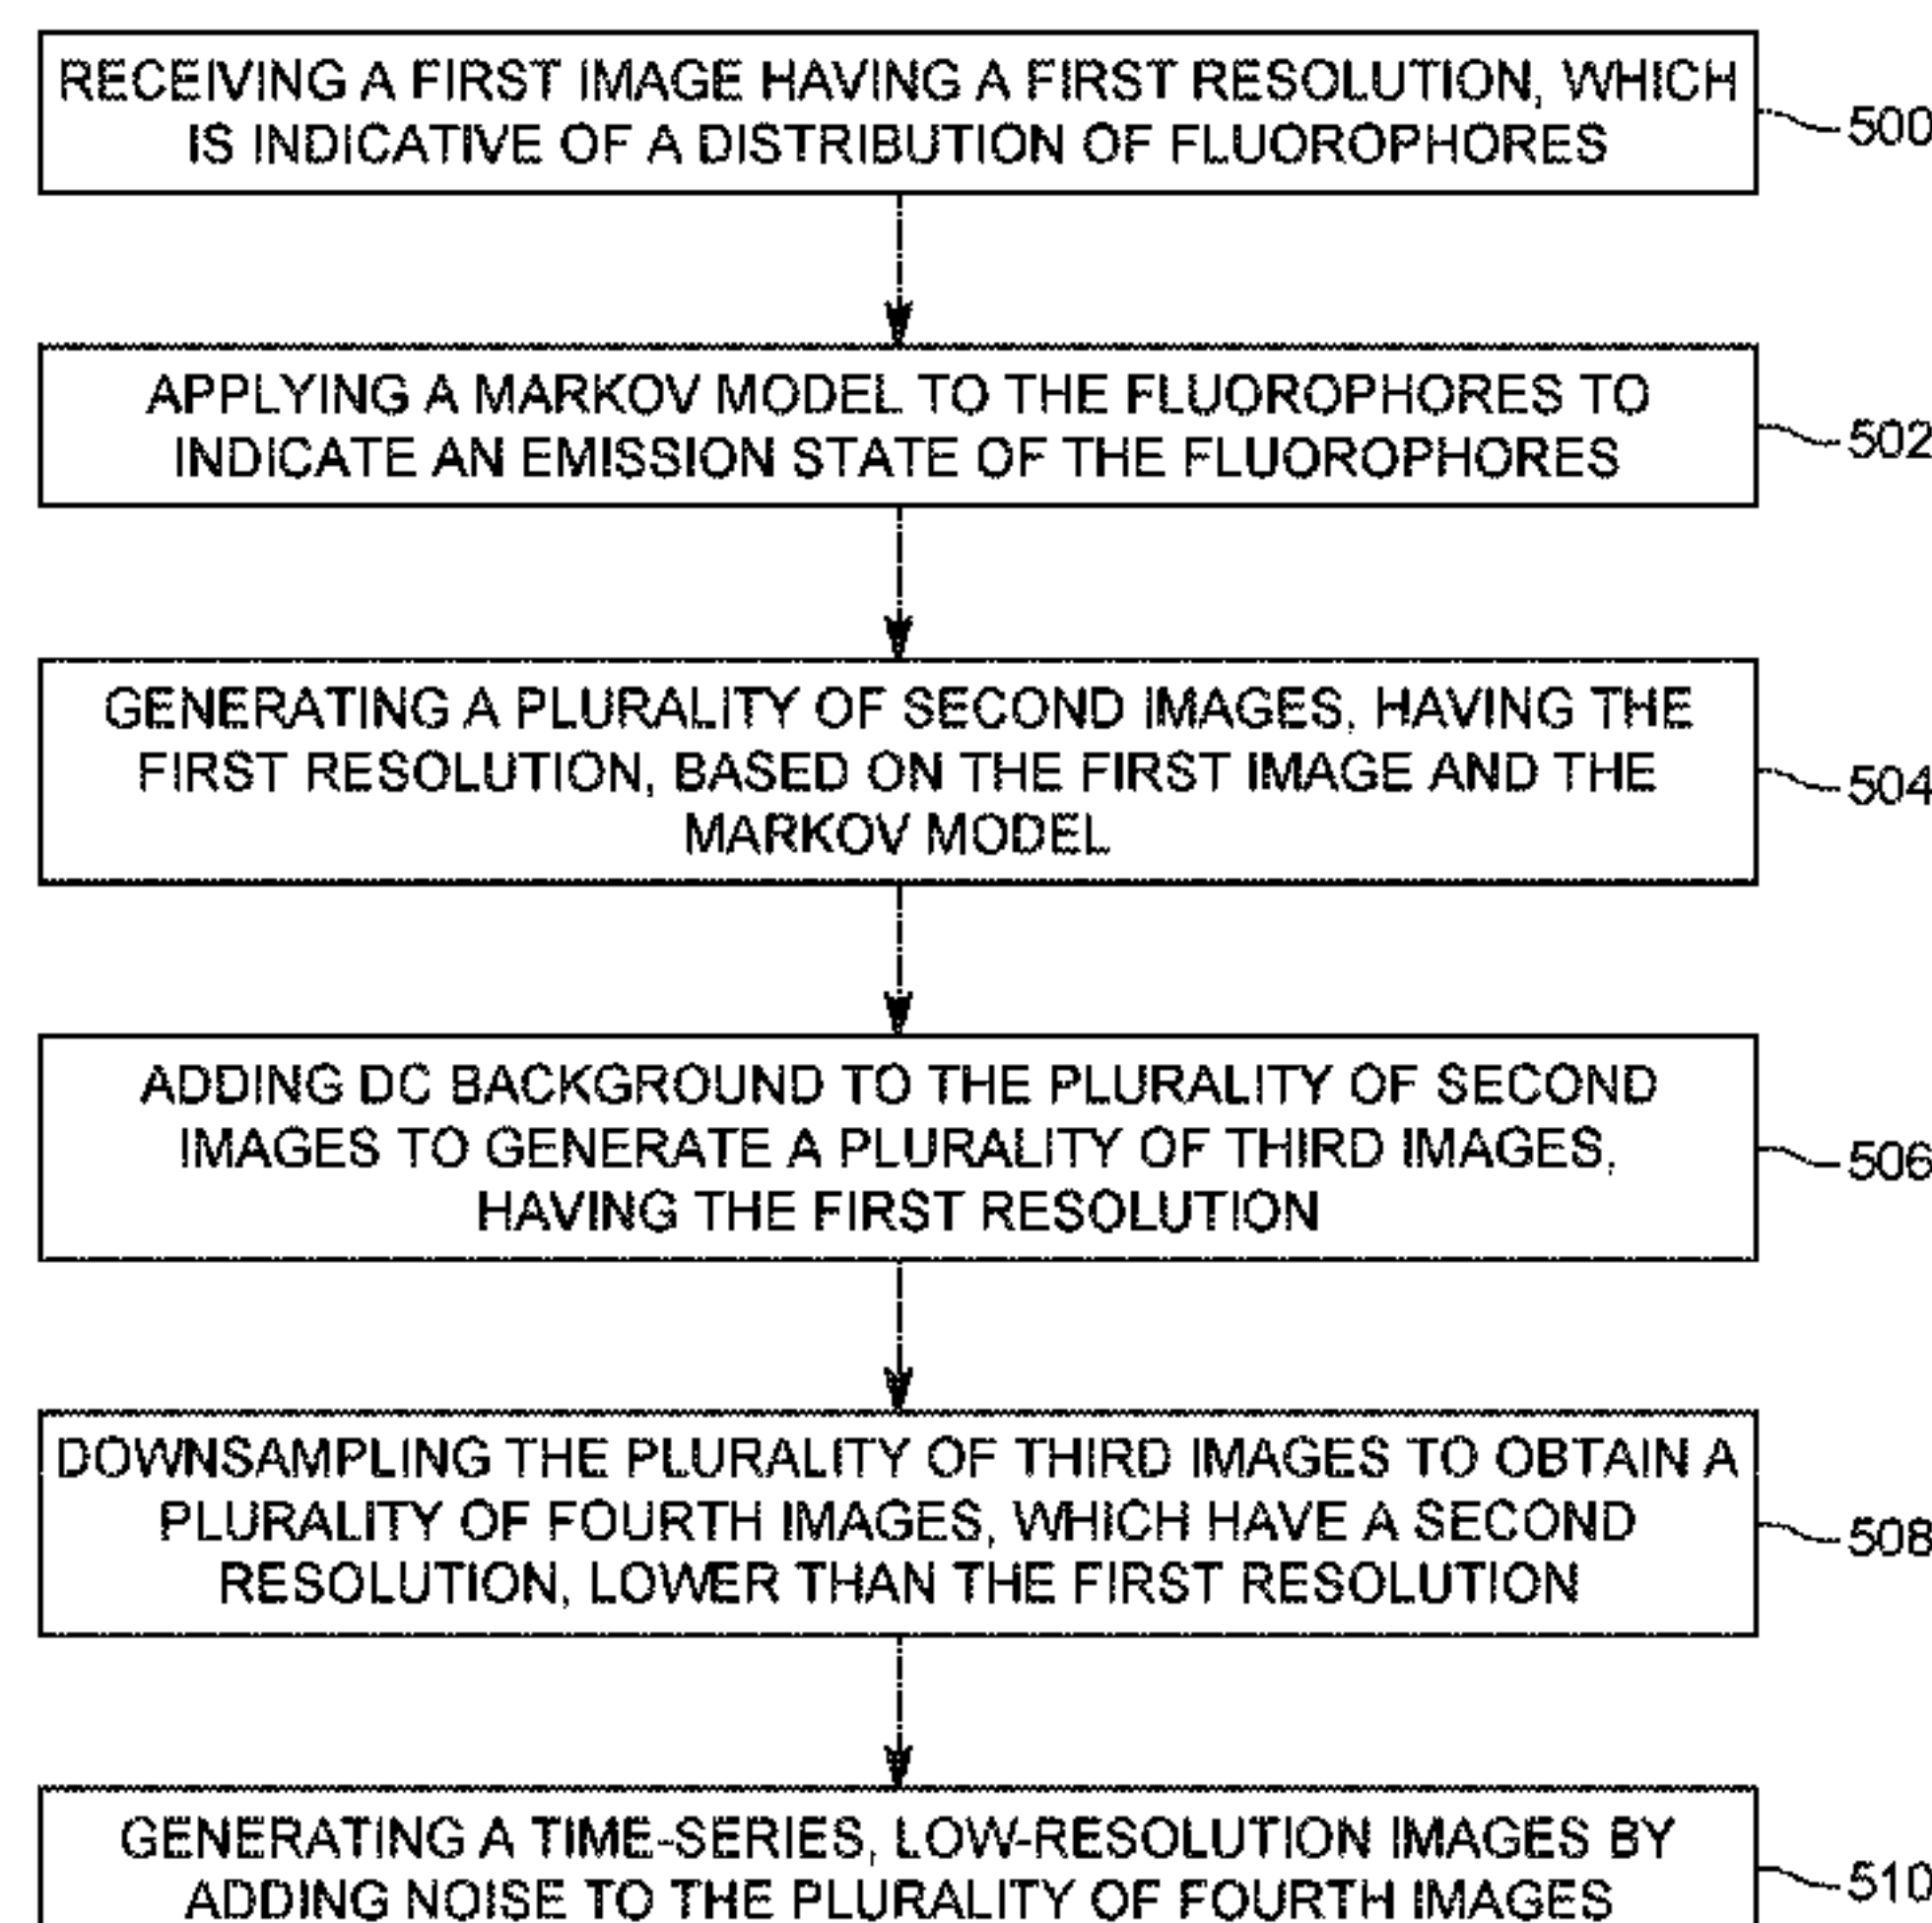 RECEIVING A FIRST IMAGE HAVING A FIRST RESOLUTION, WHICH
IS INDICATIVE OF A DISTRIBUTION OF FLUOROPHORES
500
APPLYING A MARKOV MODEL TO THE FLUOROPHORES TO
INDICATE AN EMISSION STATE OF THE FLUOROPHORES
502
GENERATING A PLURALITY OF SECOND IMAGES, HAVING THE
FIRST RESOLUTION, BASED ON THE FIRST IMAGE AND THE
MARKOV MODEL
504
ADDING DC BACKGROUND TO THE PLURALITY OF SECOND
IMAGES TO GENERATE A PLURALITY OF THIRD IMAGES,
HAVING THE FIRST RESOLUTION
506
DOWNSAMPLING THE PLURALITY OF THIRD IMAGES TO OBTAIN A
PLURALITY OF FOURTH IMAGES, WHICH HAVE A SECOND
RESOLUTION, LOWER THAN THE FIRST RESOLUTION
508
GENERATING A TIME-SERIES, LOW-RESOLUTION IMAGES BY
ADDING NOISE TO THE PLURALITY OF FOURTH IMAGES
510